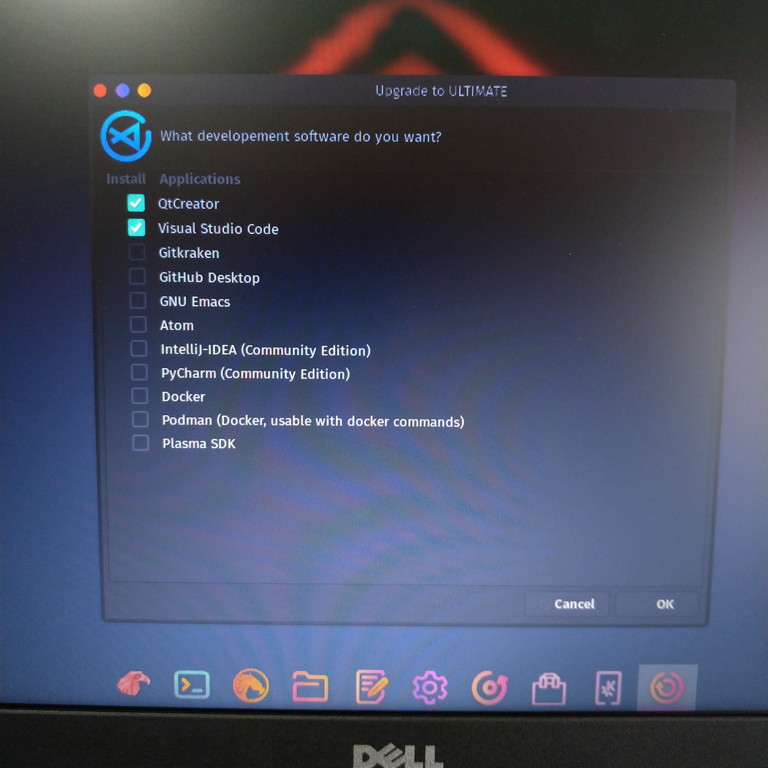 Upgrade to ULTIMATE
What developement software do you want?
Install Applications
QtCreator
Visual Studio Code
Gitkraken
GitHub Desktop
GNU Emacs
Atom
IntelliJ-IDEA (Community Edition)
PyCharm (Community Edition)
Docker
Podman (Docker, usable with docker commands)
Plasma SDK
Cancel OK
DELL